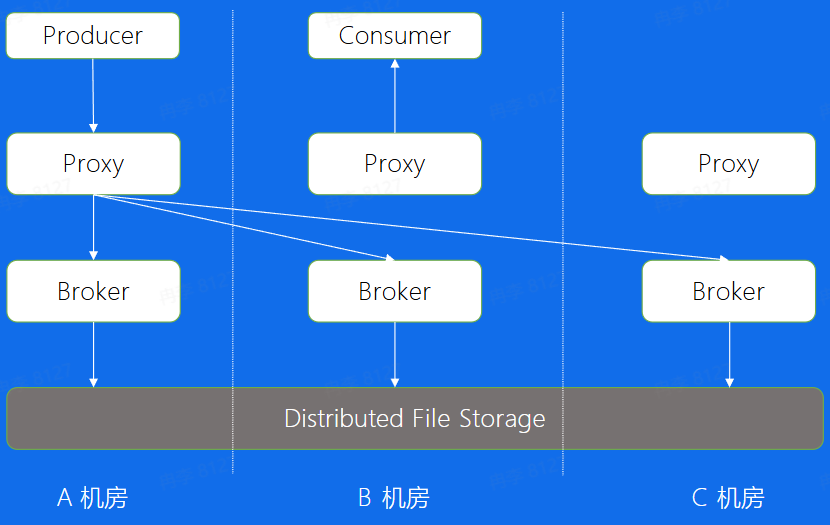 Producer
Consumer
Proxy
Proxy
Proxy
Broker
Broker
Broker
Distributed File Storage
A 机房
B 机房
C 机房